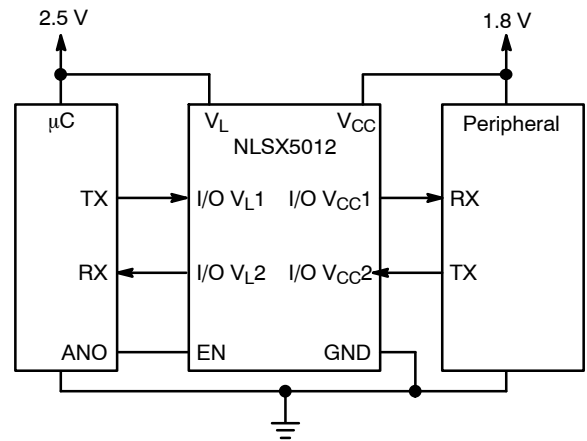 2.5 V 1.8 V
μC V_L V_CC Peripheral
NLSX5012
TX I/O V_L1 I/O V_CC1 RX
RX I/O V_L2 I/O V_CC2 TX
ANO EN GND